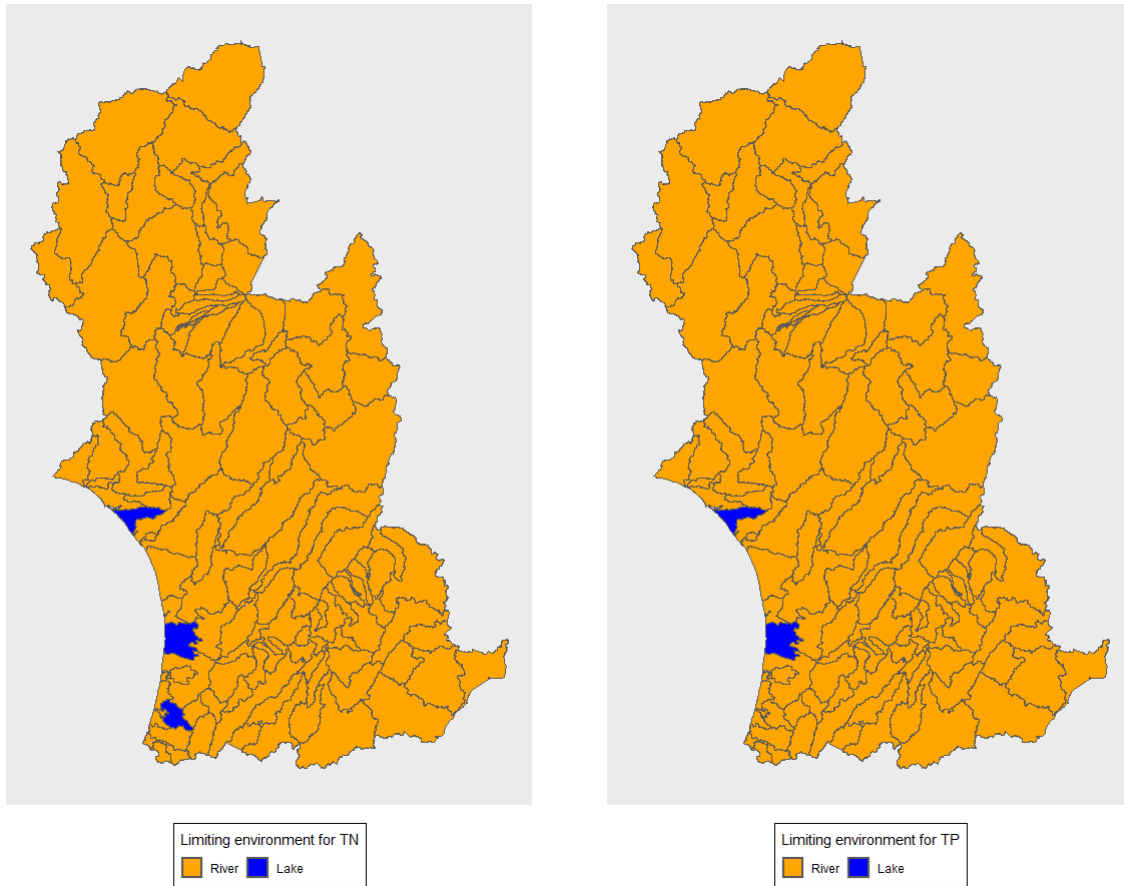 Limiting environment for TN
River Lake
Limiting environment for TP
River Lake